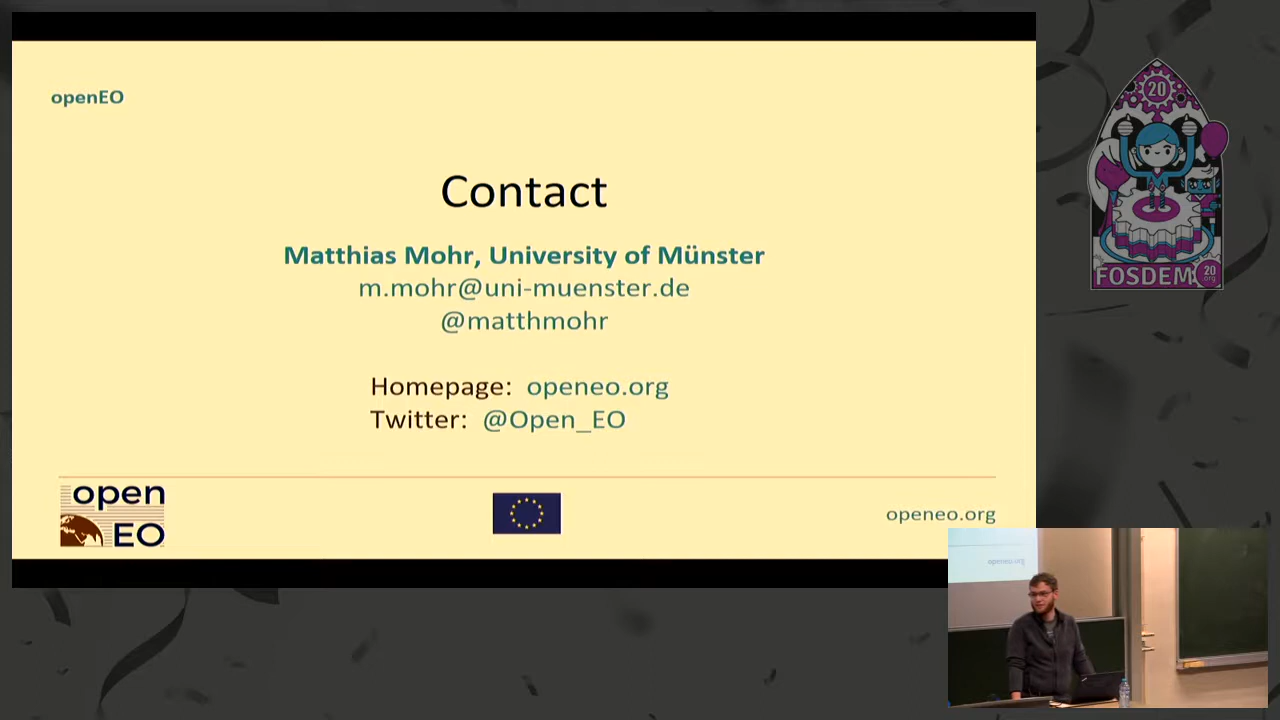 openEO
Contact
Matthias Mohr, University of Münster
m.mohr@uni-muenster.de
@matthmohr
Homepage: openeo.org
Twitter: @Open_EO
open
EO
openeo.org
20
FOSDEM
20
org